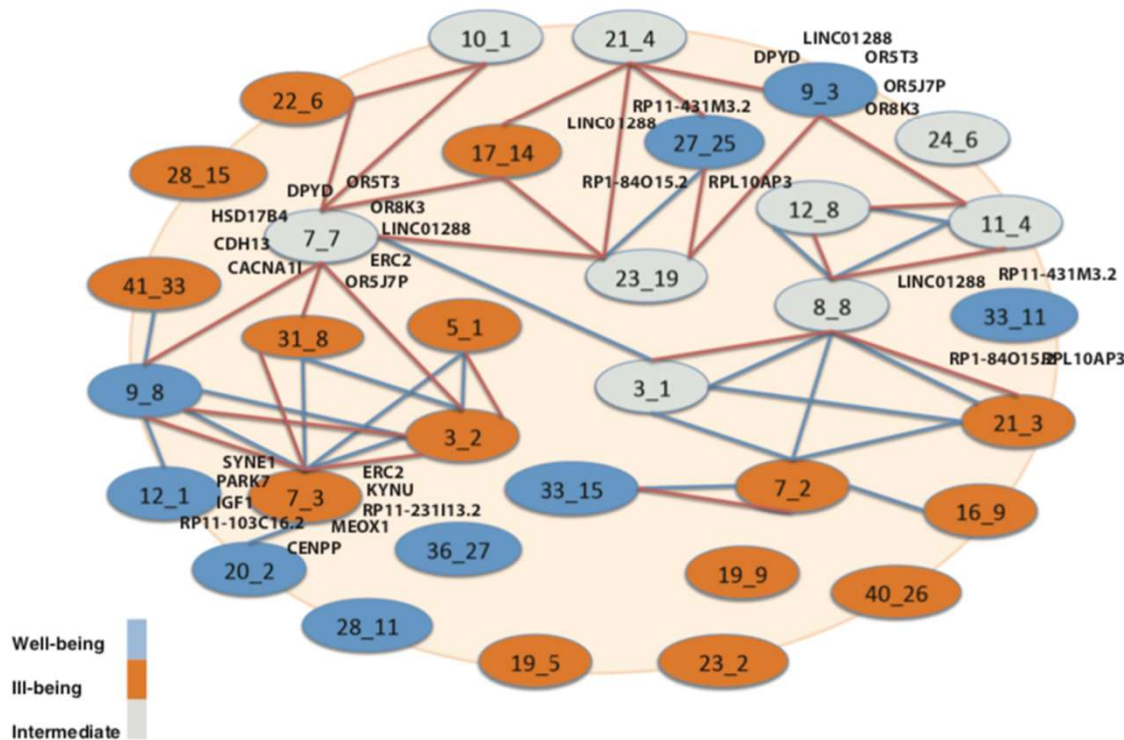 10_1
21_4
LINC01288
DPYD
OR5T3
9_3
OR5J7P
22_6
RP11-431M3.2
OR8K3
LINC01288
27_25
24_6
17_14
28_15
DPYD
OR5T3
RP1-84O15.2
RPL10AP3
HSD17B4
OR8K3
12_8
11_4
7_7
LINC01288
CDH13
ERC2
CACNA1I
OR5J7P
23_19
LINC01288
RP11-431M3.2
41_33
8_8
33_11
5_1
31_8
RP1-84O15.2
RPL10AP3
9_8
3_1
3_2
21_3
SYNE1
ERC2
PARK7
KYNU
12_1
7_3
33_15
7_2
IGF1
RP11-231I13.2
16_9
RP11-103C16.2
MEOX1
CENPP
36_27
20_2
19_9
40_26
28_11
Well-being
19_5
23_2
Ill-being
Intermediate